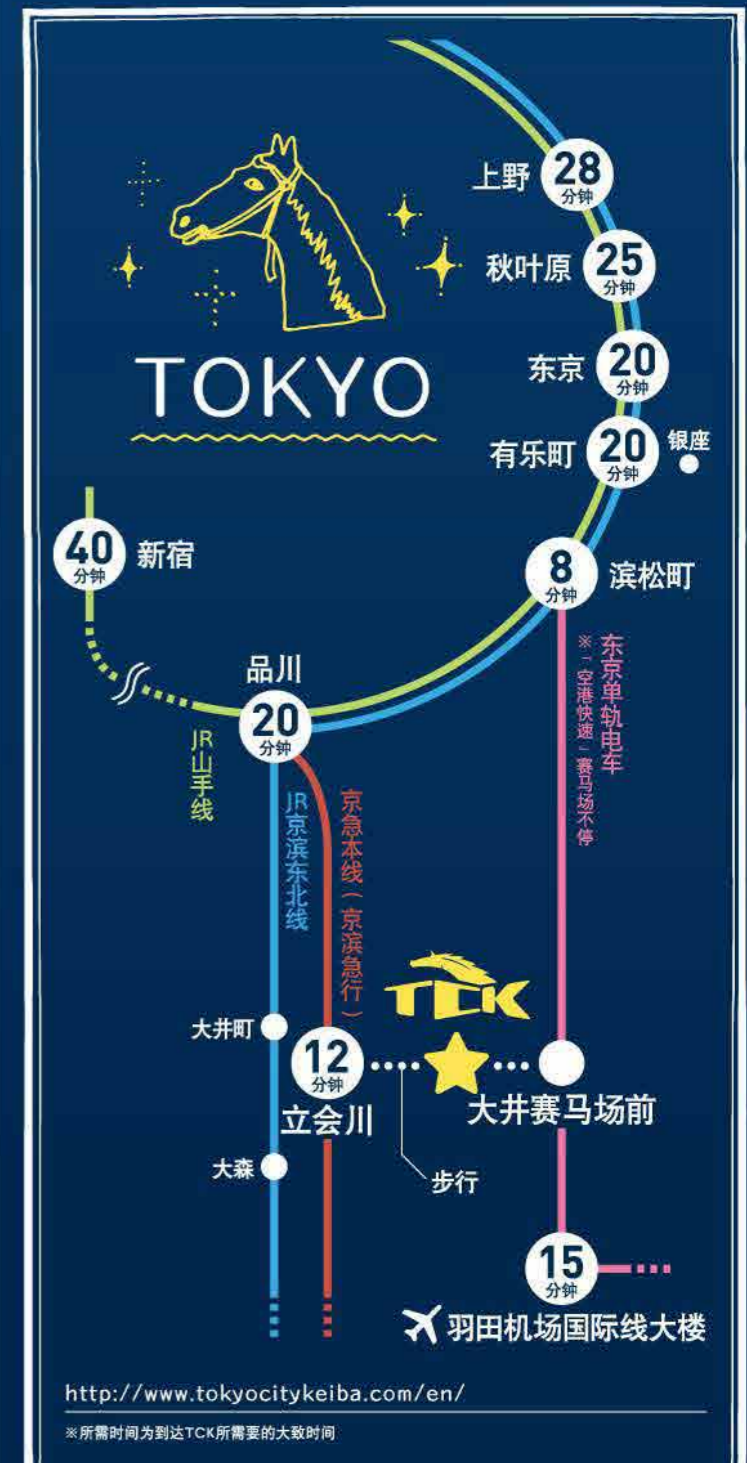 上野
28
分钟
秋叶原
25
分钟
TOKYO
东京
20
分钟
有乐町
20
分钟
银座
40
分钟
新宿
8
分钟
滨松町
品川
20
分钟
JR山手线
JR京滨东北线
京急本线(京滨急行)
东京单轨电车
※「空港快速」赛马场不停
TCK
大井町
12
分钟
立会川
大井赛马场前
大森
步行
15
分钟
羽田机场国际线大楼
http://www.tokyocitykeiba.com/en/
※所需时间为到达TCK所需要的大致时间